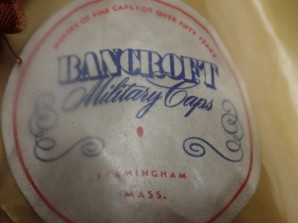 MAKERS OF FINE CAPS FOR OVER FIFTY YEARS
BANCROFT
Military Caps
FRAMINGHAM
MASS.